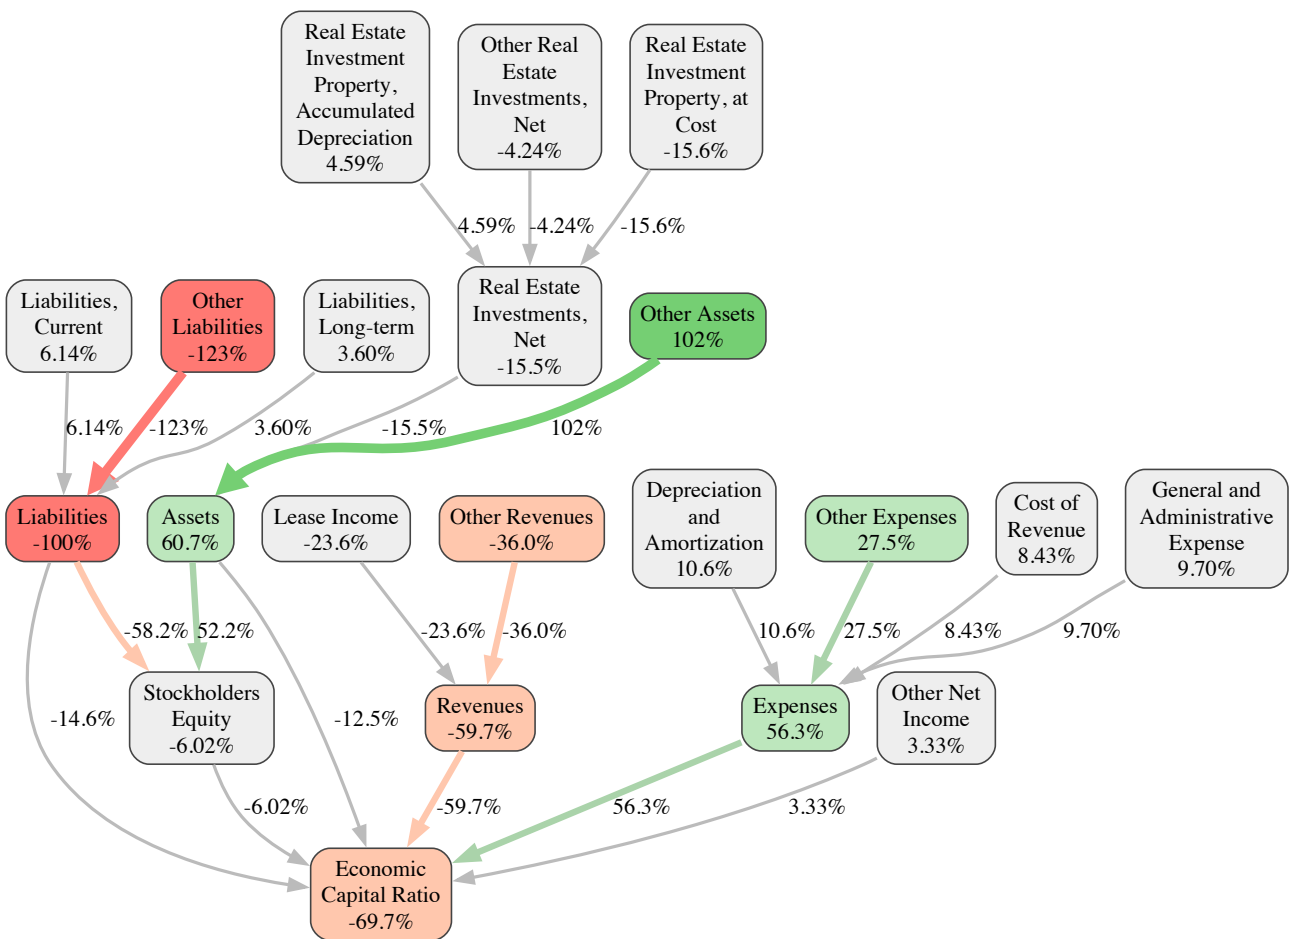 Real Estate
Investment
Property,
Accumulated
Depreciation
4.59%
Other Real
Estate
Investments,
Net
-4.24%
Real Estate
Investment
Property, at
Cost
-15.6%
4.59%
-4.24%
-15.6%
Liabilities,
Current
6.14%
Other
Liabilities
-123%
Liabilities,
Long-term
3.60%
Real Estate
Investments,
Net
-15.5%
Other Assets
102%
6.14%
-123%
3.60%
-15.5%
102%
Liabilities
-100%
Assets
60.7%
Lease Income
-23.6%
Other Revenues
-36.0%
Depreciation
and
Amortization
10.6%
Other Expenses
27.5%
Cost of
Revenue
8.43%
General and
Administrative
Expense
9.70%
-58.2%
52.2%
-23.6%
-36.0%
10.6%
27.5%
8.43%
9.70%
-14.6%
Stockholders
Equity
-6.02%
-12.5%
Revenues
-59.7%
Expenses
56.3%
Other Net
Income
3.33%
-6.02%
-59.7%
56.3%
3.33%
Economic
Capital Ratio
-69.7%